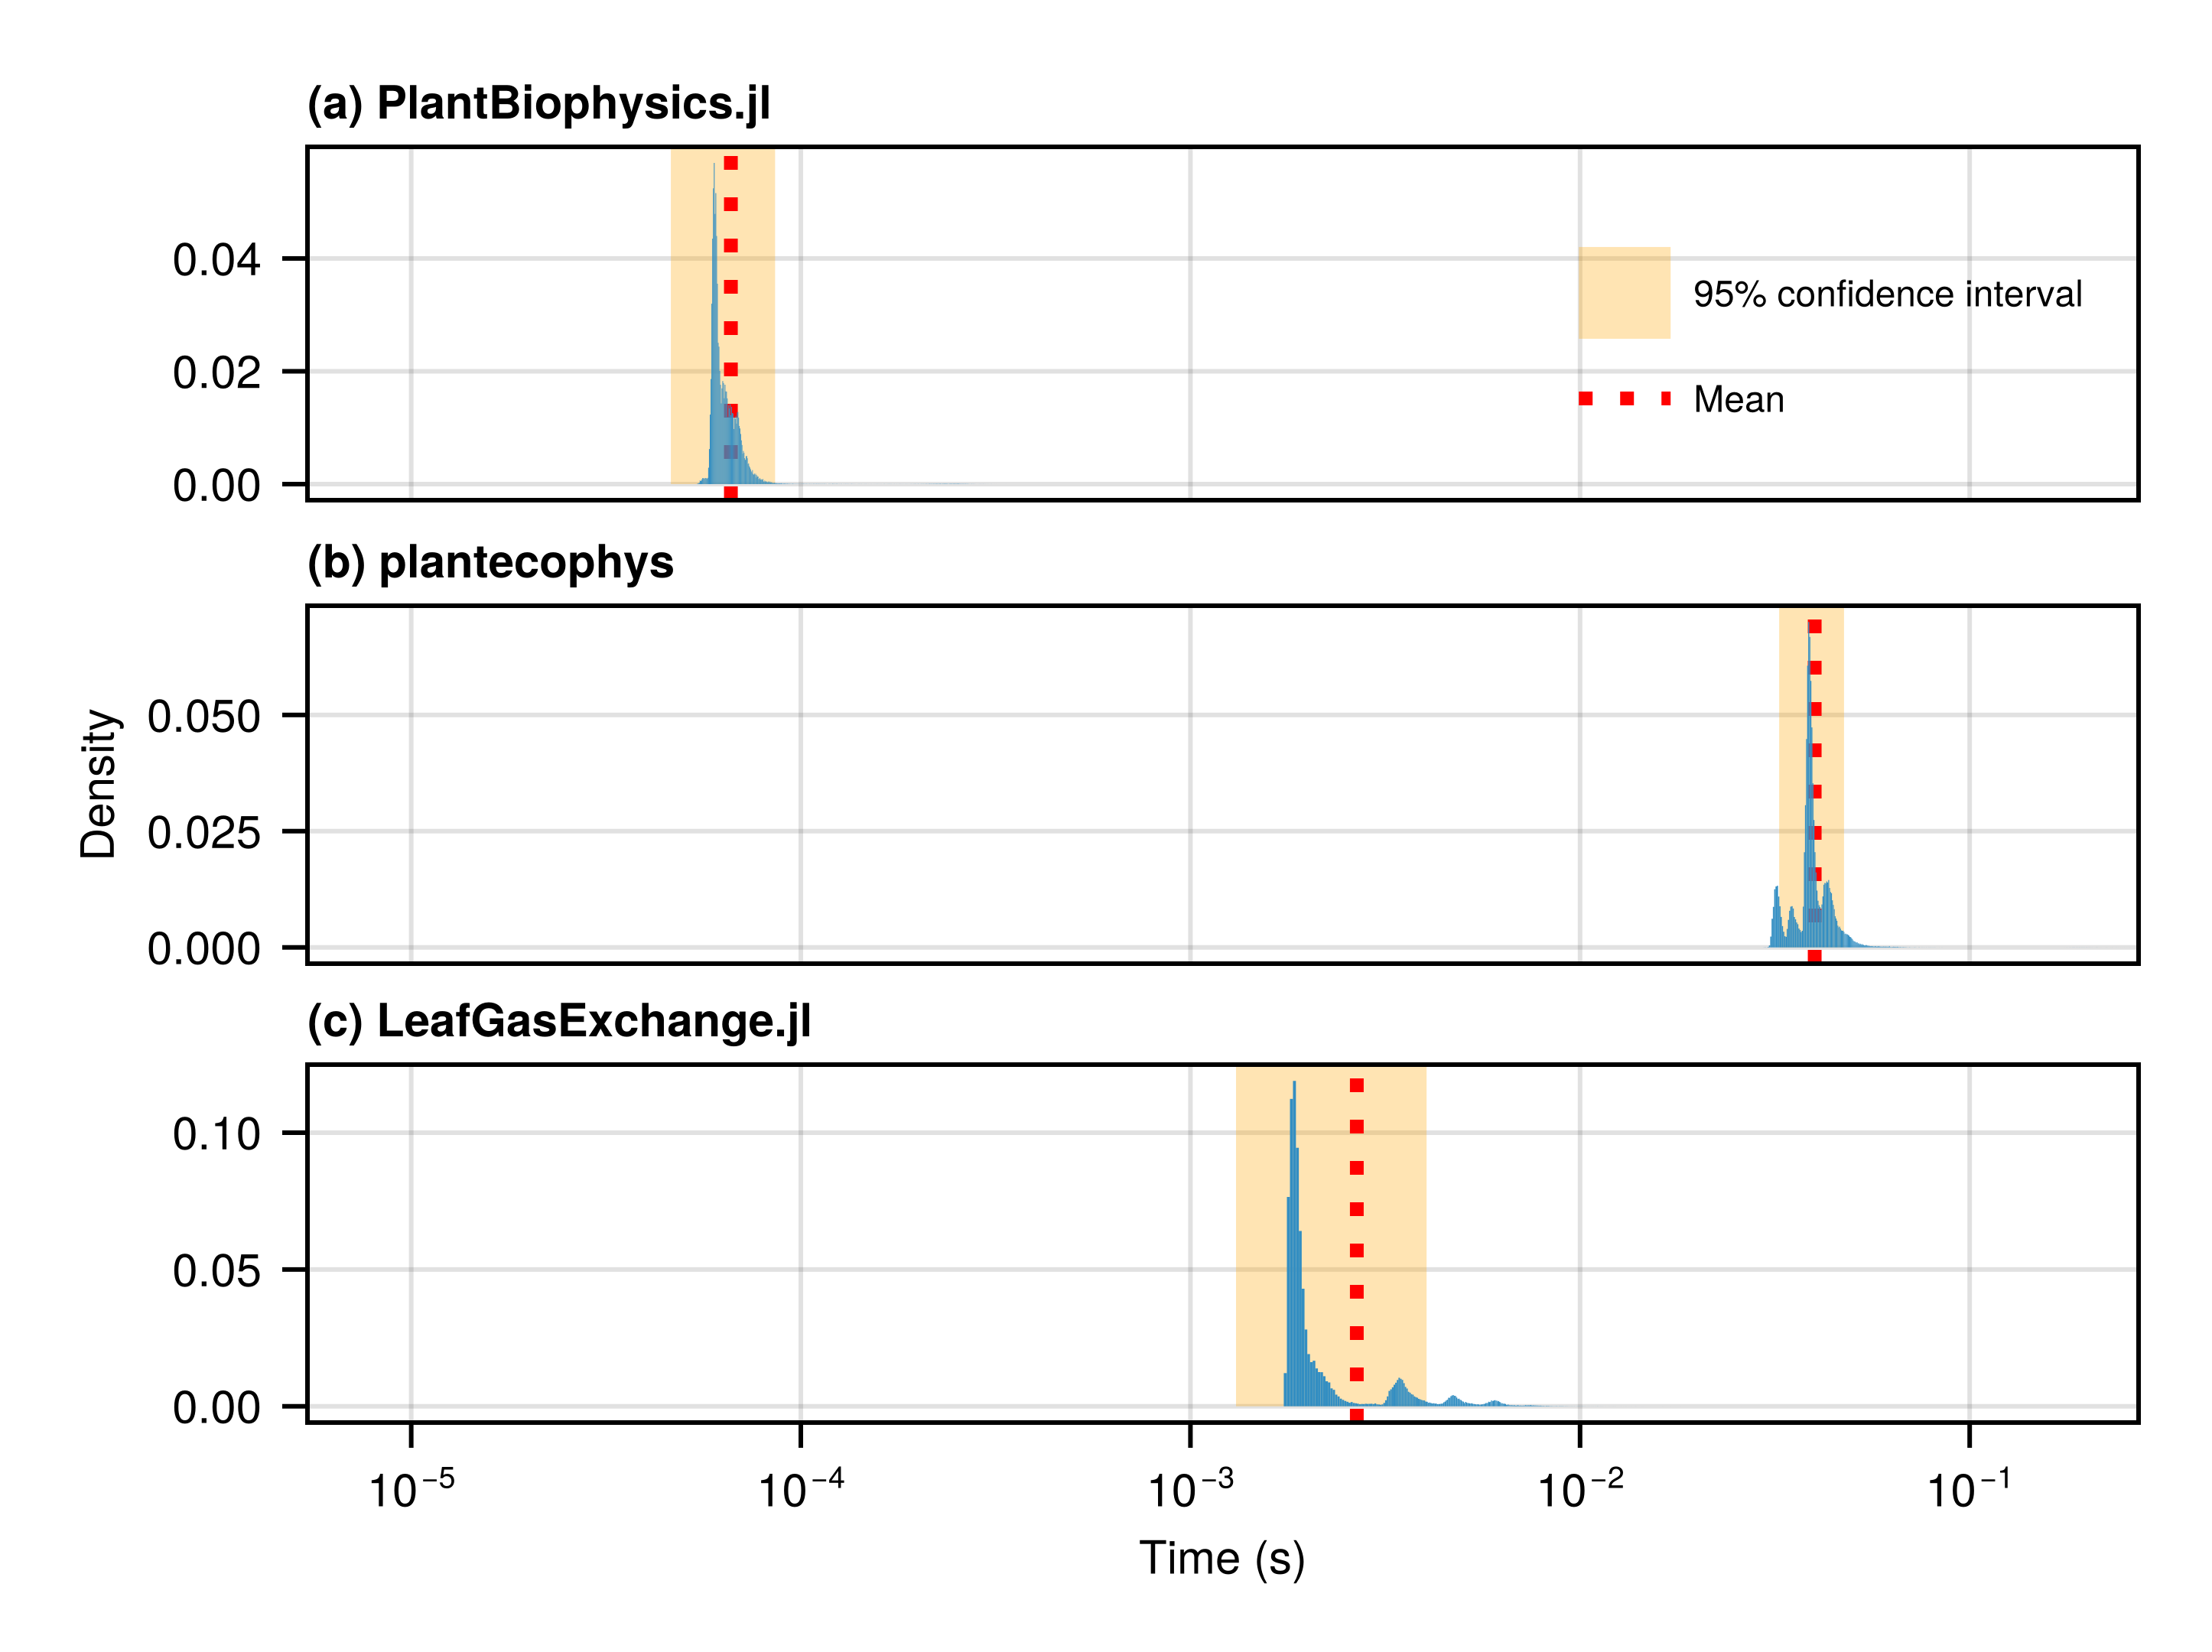 (a) PlantBiophysics.jl
0.04
0.02
0.00
95% confidence interval
Mean
(b) plantecophys
Density
0.050
0.025
0.000
(c) LeafGasExchange.jl
0.10
0.05
0.00
10⁻⁵ 10⁻⁴ 10⁻³ 10⁻² 10⁻¹
Time (s)